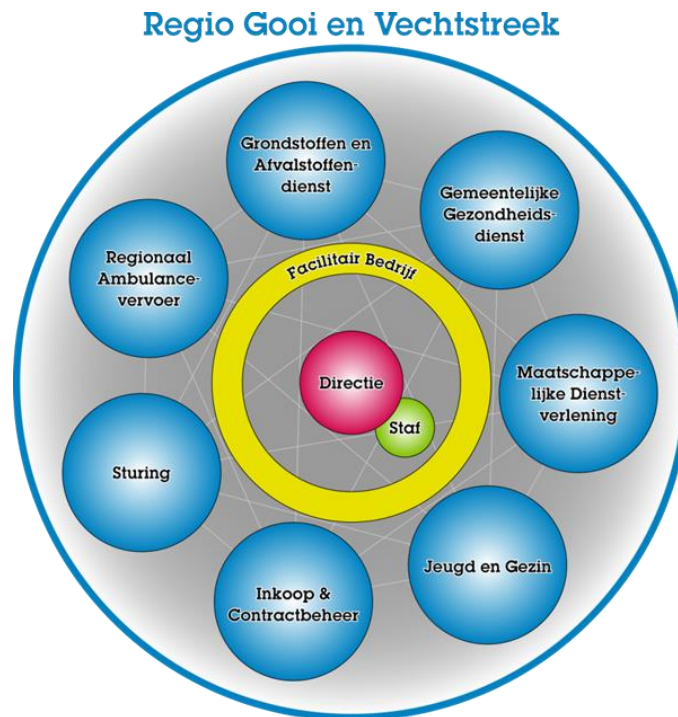 Regio Gooi en Vechtstreek
Grondstoffen en
Afvalstoffen-
dienst
Gemeentelijke
Gezondheids-
dienst
Regionaal
Ambulance-
vervoer
Facilitair Bedrijf
Directie
Staf
Maatschappe-
lijke Dienst-
verlening
Sturing
Jeugd en Gezin
Inkoop &
Contractbeheer